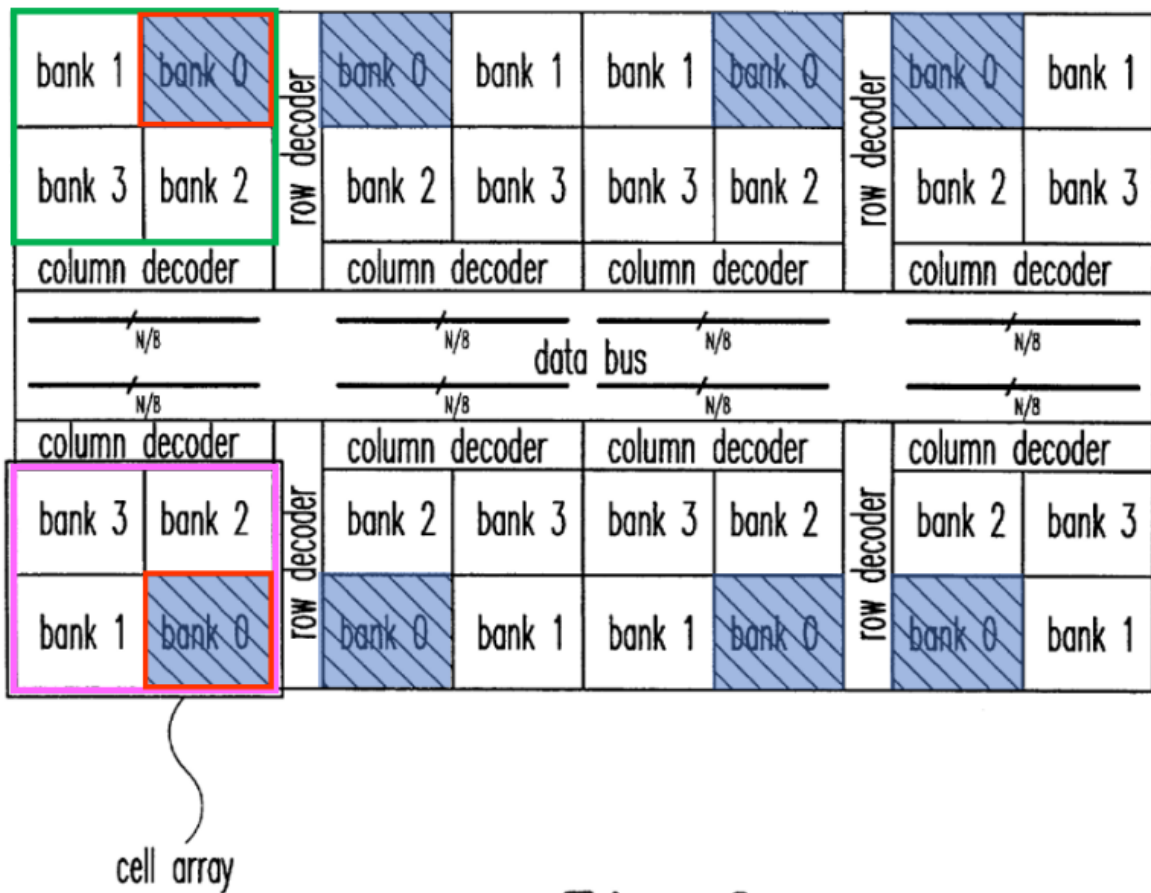 bank 1 bank 0 bank 0 bank 1 bank 1 bank 0 bank 0 bank 1
row decoder row decoder
bank 3 bank 2 bank 2 bank 3 bank 3 bank 2 bank 2 bank 3
column decoder column decoder column decoder column decoder
N/8 N/8 N/8 N/8
data bus
N/8 N/8 N/8 N/8
column decoder column decoder column decoder column decoder
bank 3 bank 2 bank 2 bank 3 bank 3 bank 2 bank 2 bank 3
row decoder row decoder
bank 1 bank 0 bank 0 bank 1 bank 1 bank 0 bank 0 bank 1
cell array